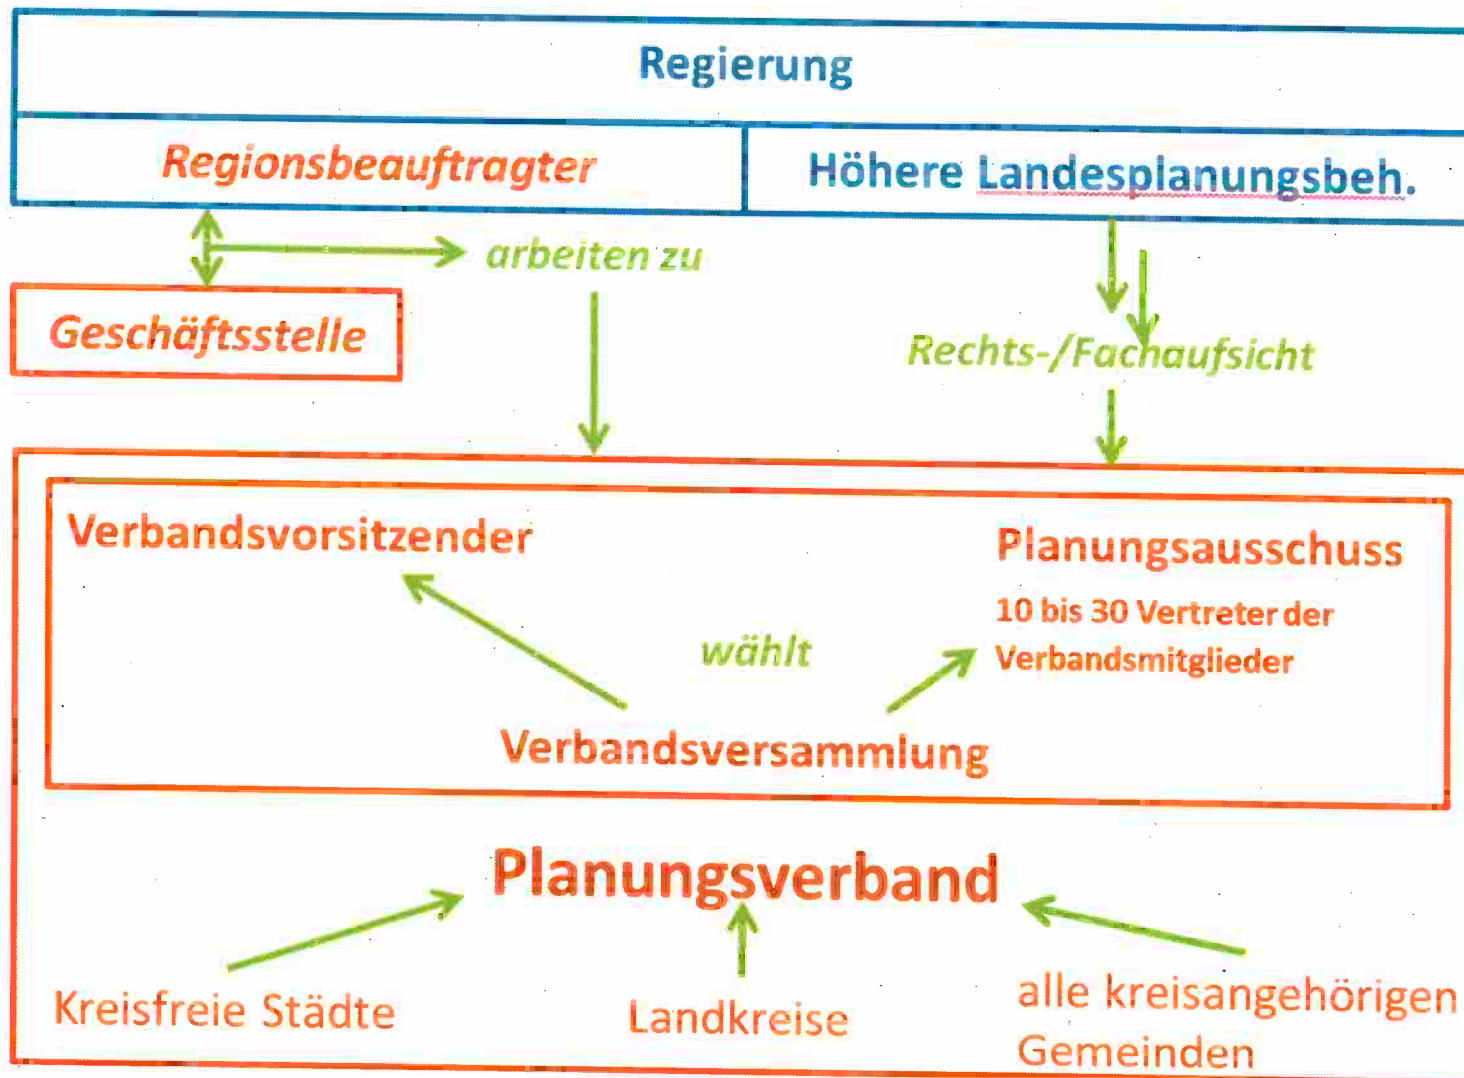 Regierung
Regionsbeauftragter
Höhere Landesplanungsbeh.
arbeiten zu
Geschäftsstelle
Rechts-/Fachaufsicht
Verbandsvorsitzender
Planungsausschuss
10 bis 30 Vertreter der
Verbandsmitglieder
wählt
Verbandsversammlung
Planungsverband
Kreisfreie Städte
Landkreise
alle kreisangehörigen
Gemeinden